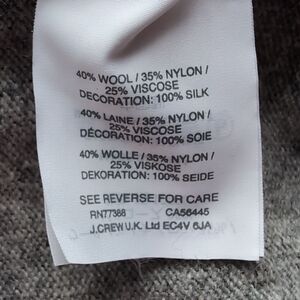 40% WOOL / 35% NYLON /
25% VISCOSE
DECORATION: 100% SILK
40% LAINE / 35% NYLON /
25% VISCOSE
DÉCORATION: 100% SOIE
40% WOLLE / 35% NYLON /
25% VISKOSE
DEKORATION: 100% SEIDE
SEE REVERSE FOR CARE
RN77388 CA56445
J.CREW U.K. Ltd EC4V 6JA